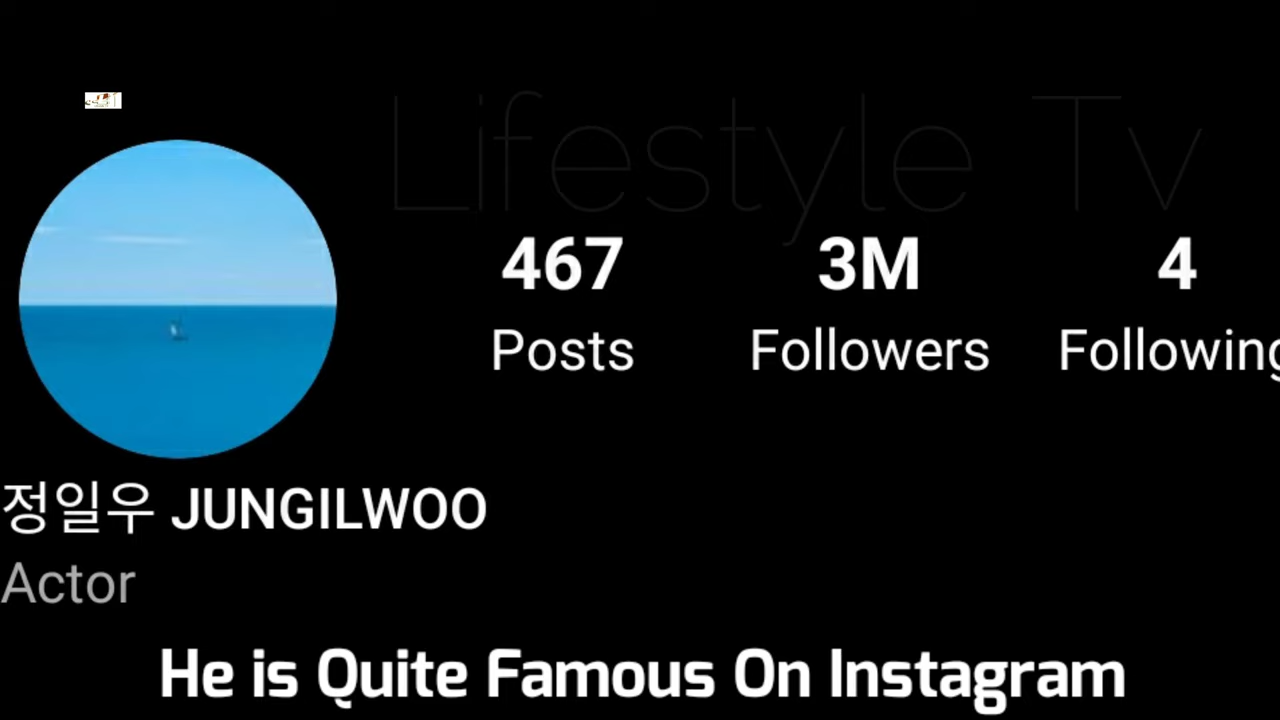 Lifestyle Tv
467 3M 4
Posts Followers Following
정일우 JUNGILWOO
Actor
He is Quite Famous On Instagram